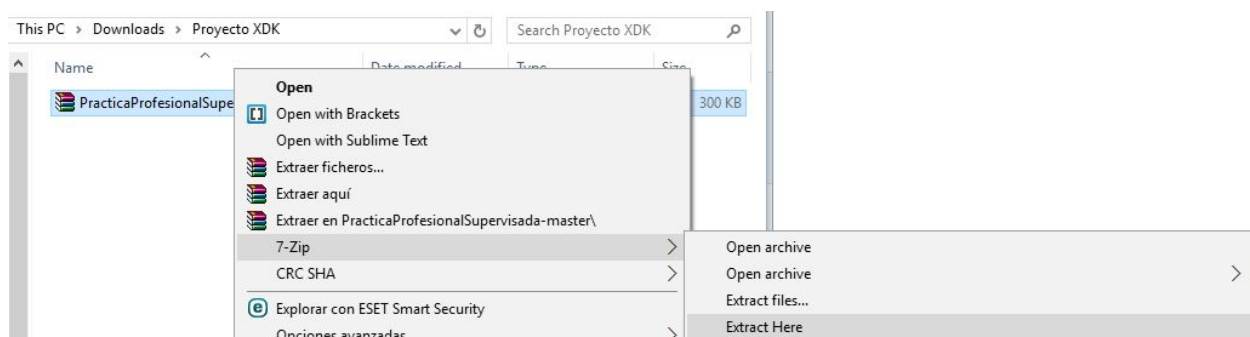 This PC > Downloads > Proyecto XDK
Search Proyecto XDK
Name Date modified Type Size
PracticaProfesionalSupe 300 KB
Open
Open with Brackets
Open with Sublime Text
Extraer ficheros...
Extraer aquí
Extraer en PracticaProfesionalSupervisada-master\
7-Zip
CRC SHA
Explorar con ESET Smart Security
Opciones avanzadas
Open archive
Open archive
Extract files...
Extract Here